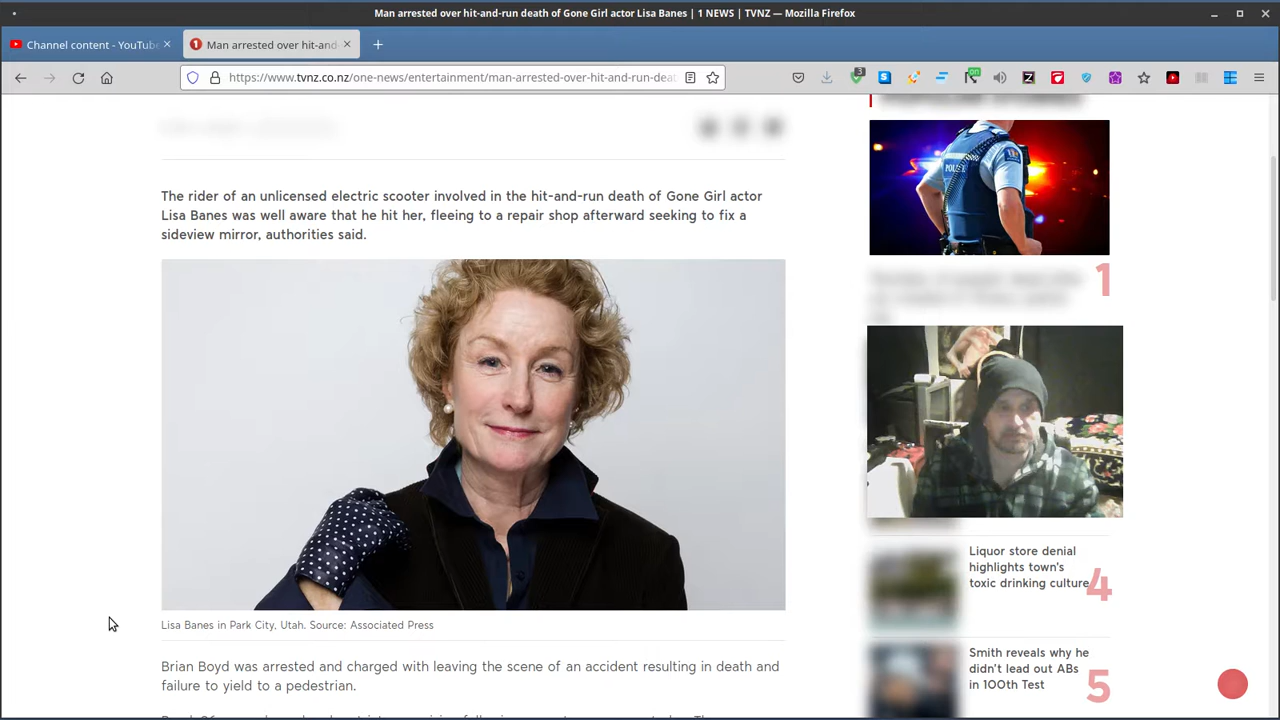 Man arrested over hit-and-run death of Gone Girl actor Lisa Banes | 1 NEWS | TVNZ — Mozilla Firefox
Channel content - YouTube
Man arrested over hit-and-
https://www.tvnz.co.nz/one-news/entertainment/man-arrested-over-hit-and-run-deat
3
on
The rider of an unlicensed electric scooter involved in the hit-and-run death of Gone Girl actor
Lisa Banes was well aware that he hit her, fleeing to a repair shop afterward seeking to fix a
sideview mirror, authorities said.
POLICE
1
Lisa Banes in Park City, Utah. Source: Associated Press
Brian Boyd was arrested and charged with leaving the scene of an accident resulting in death and
failure to yield to a pedestrian.
Liquor store denial
highlights town's
toxic drinking culture
4
Smith reveals why he
didn't lead out ABs
in 100th Test
5